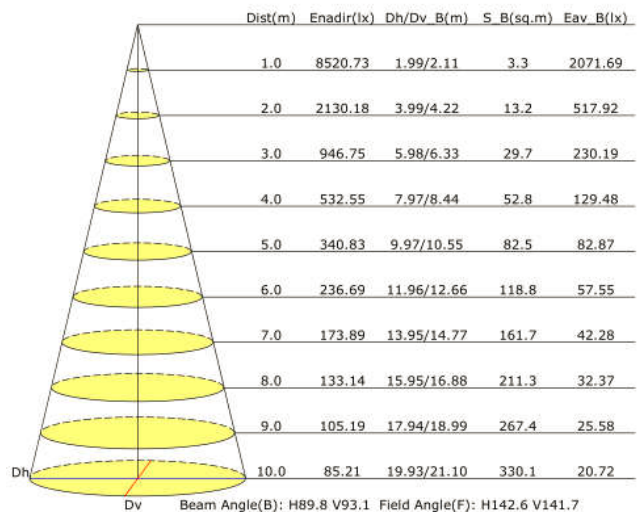 Dist(m) Enadir(lx) Dh/Dv_B(m) S_B(sq.m) Eav_B(lx)
1.0 8520.73 1.99/2.11 3.3 2071.69
2.0 2130.18 3.99/4.22 13.2 517.92
3.0 946.75 5.98/6.33 29.7 230.19
4.0 532.55 7.97/8.44 52.8 129.48
5.0 340.83 9.97/10.55 82.5 82.87
6.0 236.69 11.96/12.66 118.8 57.55
7.0 173.89 13.95/14.77 161.7 42.28
8.0 133.14 15.95/16.88 211.3 32.37
9.0 105.19 17.94/18.99 267.4 25.58
Dh 10.0 85.21 19.93/21.10 330.1 20.72
Dv Beam Angle(B): H89.8 V93.1 Field Angle(F): H142.6 V141.7